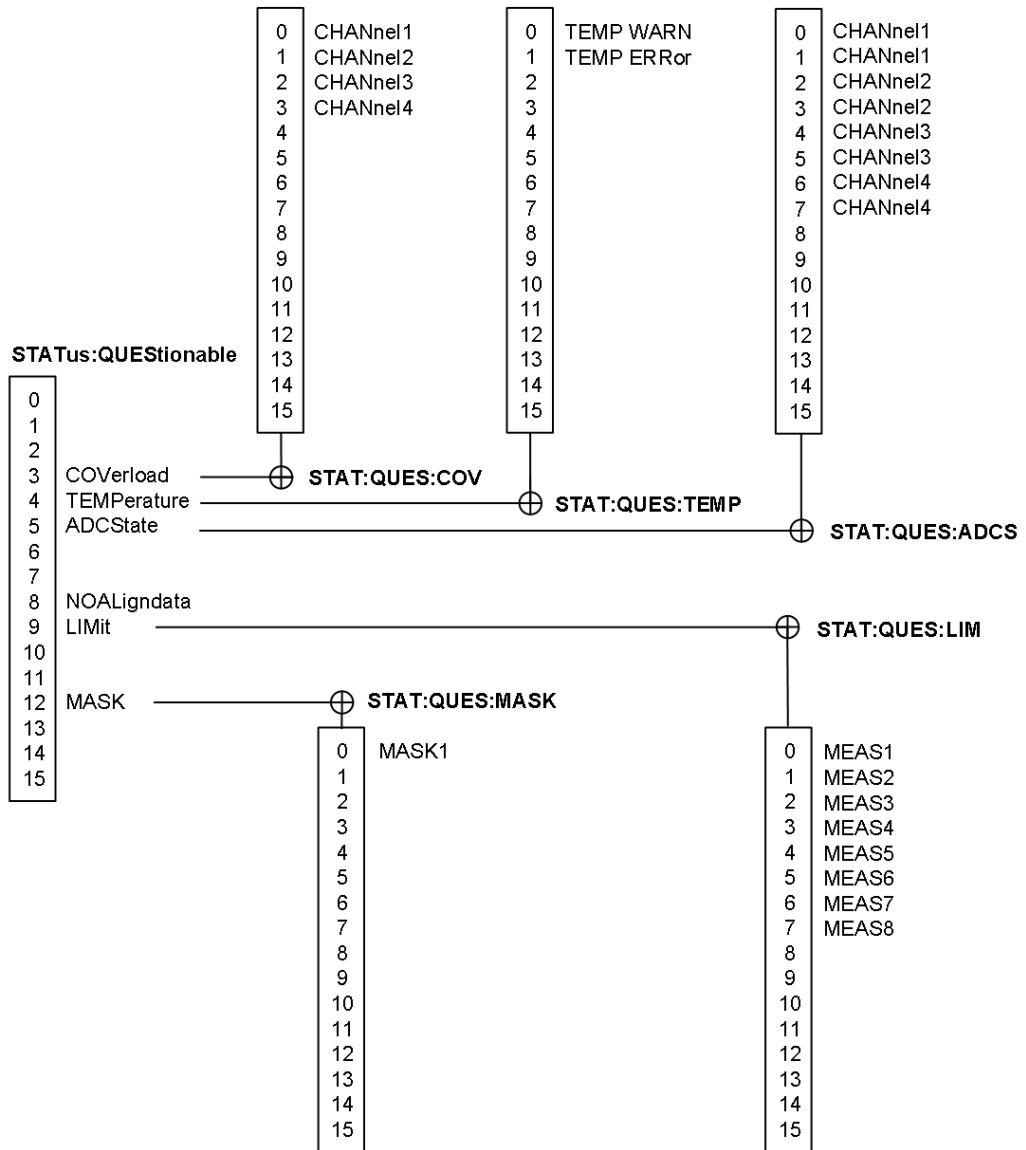 0 CHANnel1 0 TEMP WARN 0 CHANnel1
1 CHANnel2 1 TEMP ERRor 1 CHANnel1
2 CHANnel3 2 2 CHANnel2
3 CHANnel4 3 3 CHANnel2
4 4 4 CHANnel3
5 5 5 CHANnel3
6 6 6 CHANnel4
7 7 7 CHANnel4
8 8 8
9 9 9
10 10 10
11 11 11
12 12 12
13 13 13
14 14 14
15 15 15
STATus:QUEStionable
0
1
2
3 COVerload STAT:QUES:COV
4 TEMPerature STAT:QUES:TEMP
5 ADCState STAT:QUES:ADCS
6
7
8 NOALigndata
9 LIMit STAT:QUES:LIM
10
11
12 MASK STAT:QUES:MASK
13
14
15
0 MASK1 0 MEAS1
1 1 MEAS2
2 2 MEAS3
3 3 MEAS4
4 4 MEAS5
5 5 MEAS6
6 6 MEAS7
7 7 MEAS8
8 8
9 9
10 10
11 11
12 12
13 13
14 14
15 15